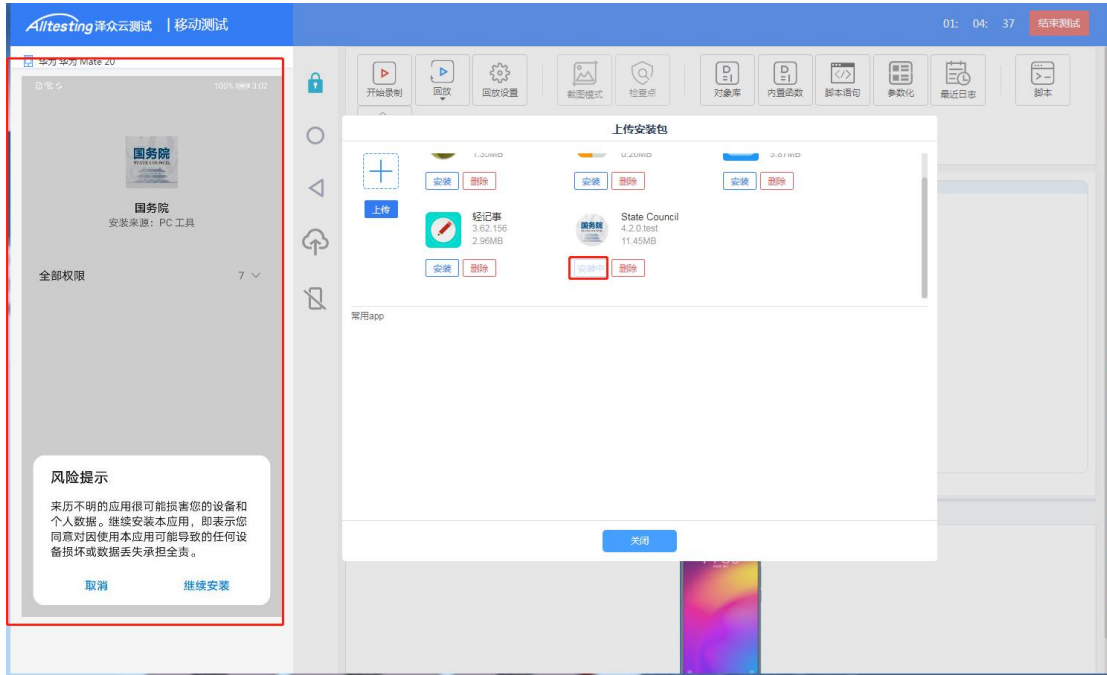 Alltesting泽众云测试 | 移动测试
01: 04: 37 结束测试
华为 华为 Mate 20
100% 3:02
国务院
STATE COUNCIL
国务院
安装来源：PC 工具
全部权限 7
风险提示
来历不明的应用很可能损害您的设备和
个人数据。继续安装本应用，即表示您
同意对因使用本应用可能导致的任何设
备损坏或数据丢失承担全责。
取消 继续安装
开始录制 回放 回放设置 截图模式 检查点 对象库 内置函数 脚本语句 参数化 最近日志 脚本
上传安装包
上传
1.35MB 0.20MB 3.87MB
安装 删除 安装 删除 安装 删除
轻记事
3.62.156
2.96MB
安装 删除
国务院
State Council
4.2.0.test
11.45MB
安装中 删除
常用app
关闭